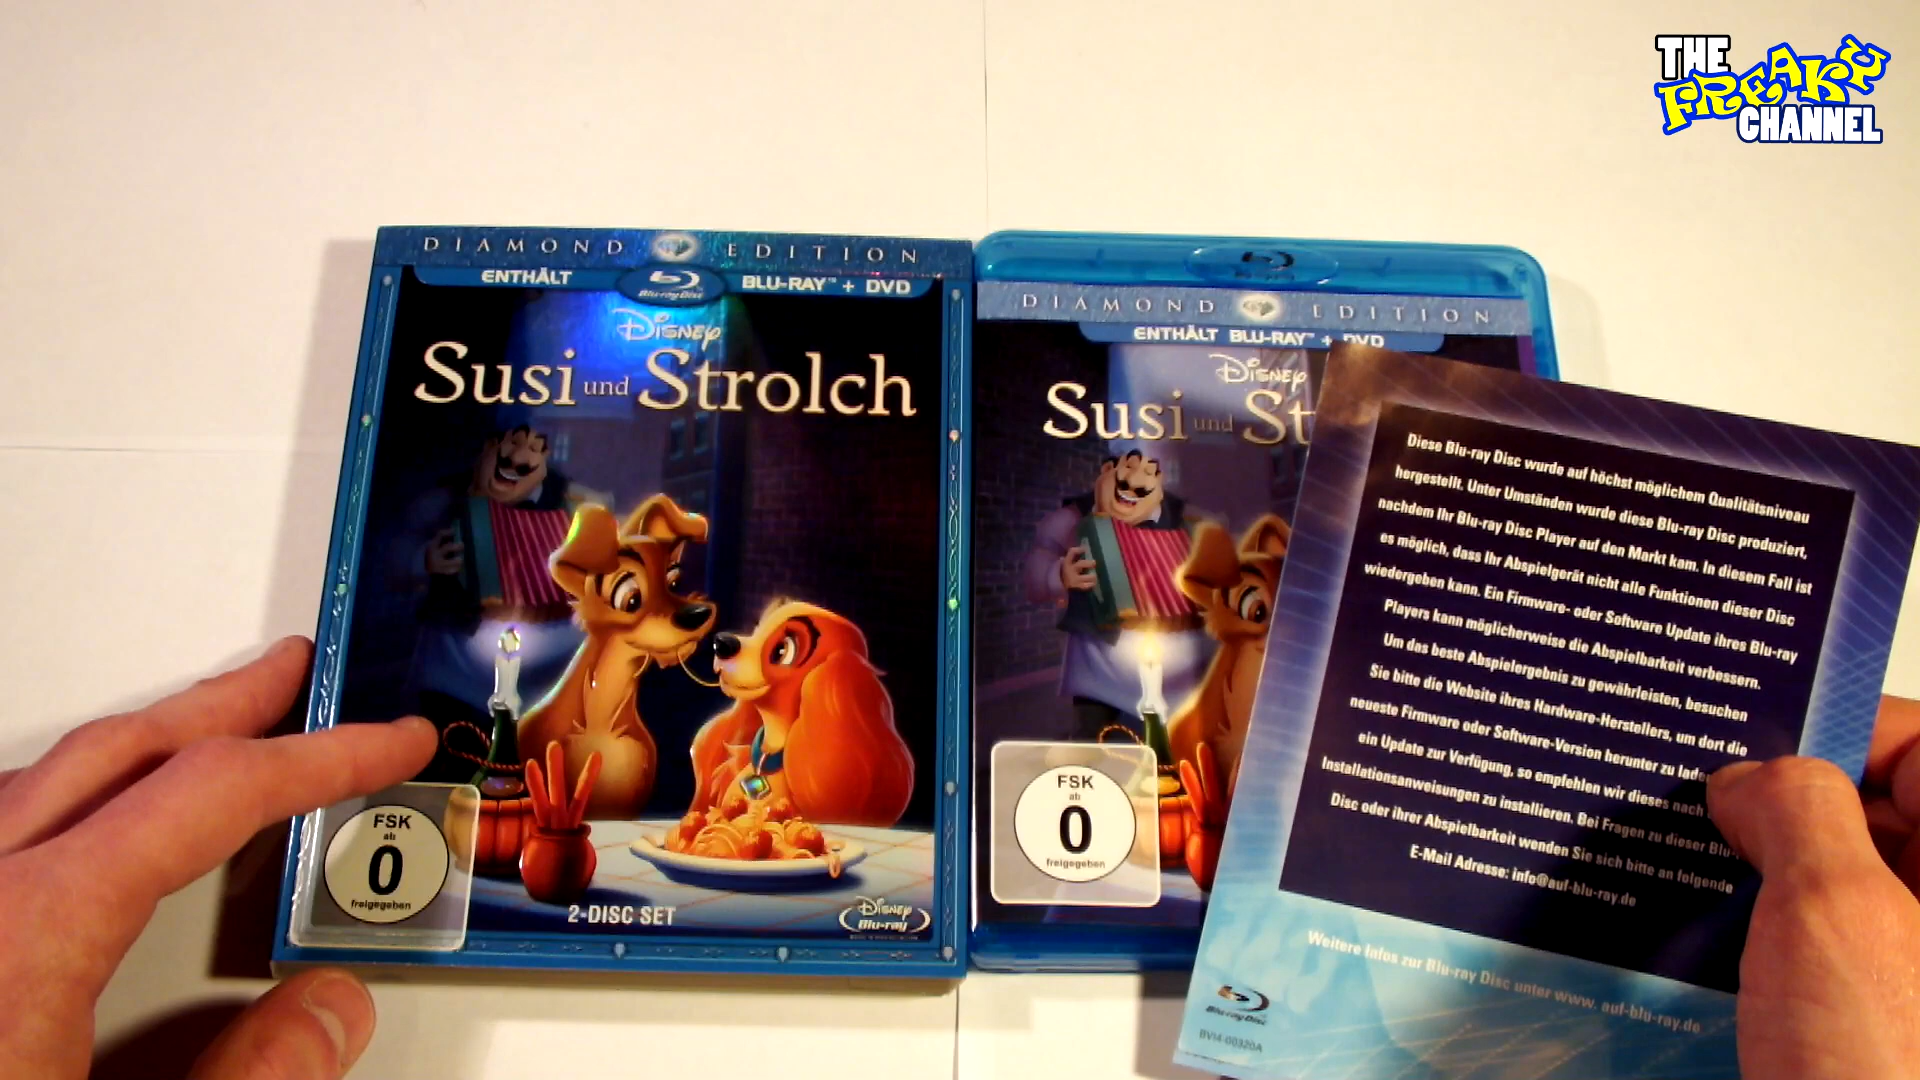 THE
FREAKY
CHANNEL
DIAMOND EDITION
ENTHÄLT Blu-ray Disc BLU-RAY™ + DVD
Disney
Susi und Strolch
FSK
ab
0
freigegeben
2-DISC SET
Disney
Blu-ray
DIAMOND EDITION
ENTHÄLT BLU-RAY™ + DVD
Disney
Susi und St
FSK
ab
0
freigegeben
Diese Blu-ray Disc wurde auf höchst möglichem Qualitätsniveau
hergestellt. Unter Umständen wurde diese Blu-ray Disc produziert,
nachdem Ihr Blu-ray Disc Player auf den Markt kam. In diesem Fall ist
es möglich, dass Ihr Abspielgerät nicht alle Funktionen dieser Disc
wiedergeben kann. Ein Firmware- oder Software Update ihres Blu-ray
Players kann möglicherweise die Abspielbarkeit verbessern.
Um das beste Abspielergebnis zu gewährleisten, besuchen
Sie bitte die Website ihres Hardware-Herstellers, um dort die
neueste Firmware oder Software-Version herunter zu lade
ein Update zur Verfügung, so empfehlen wir dieses nach
Installationsanweisungen zu installieren. Bei Fragen zu dieser Blu-
Disc oder ihrer Abspielbarkeit wenden Sie sich bitte an folgende
E-Mail Adresse: info@auf-blu-ray.de
Weitere Infos zur Blu-ray Disc unter www. auf-blu-ray.de
Blu-ray Disc
BVI4-00320A